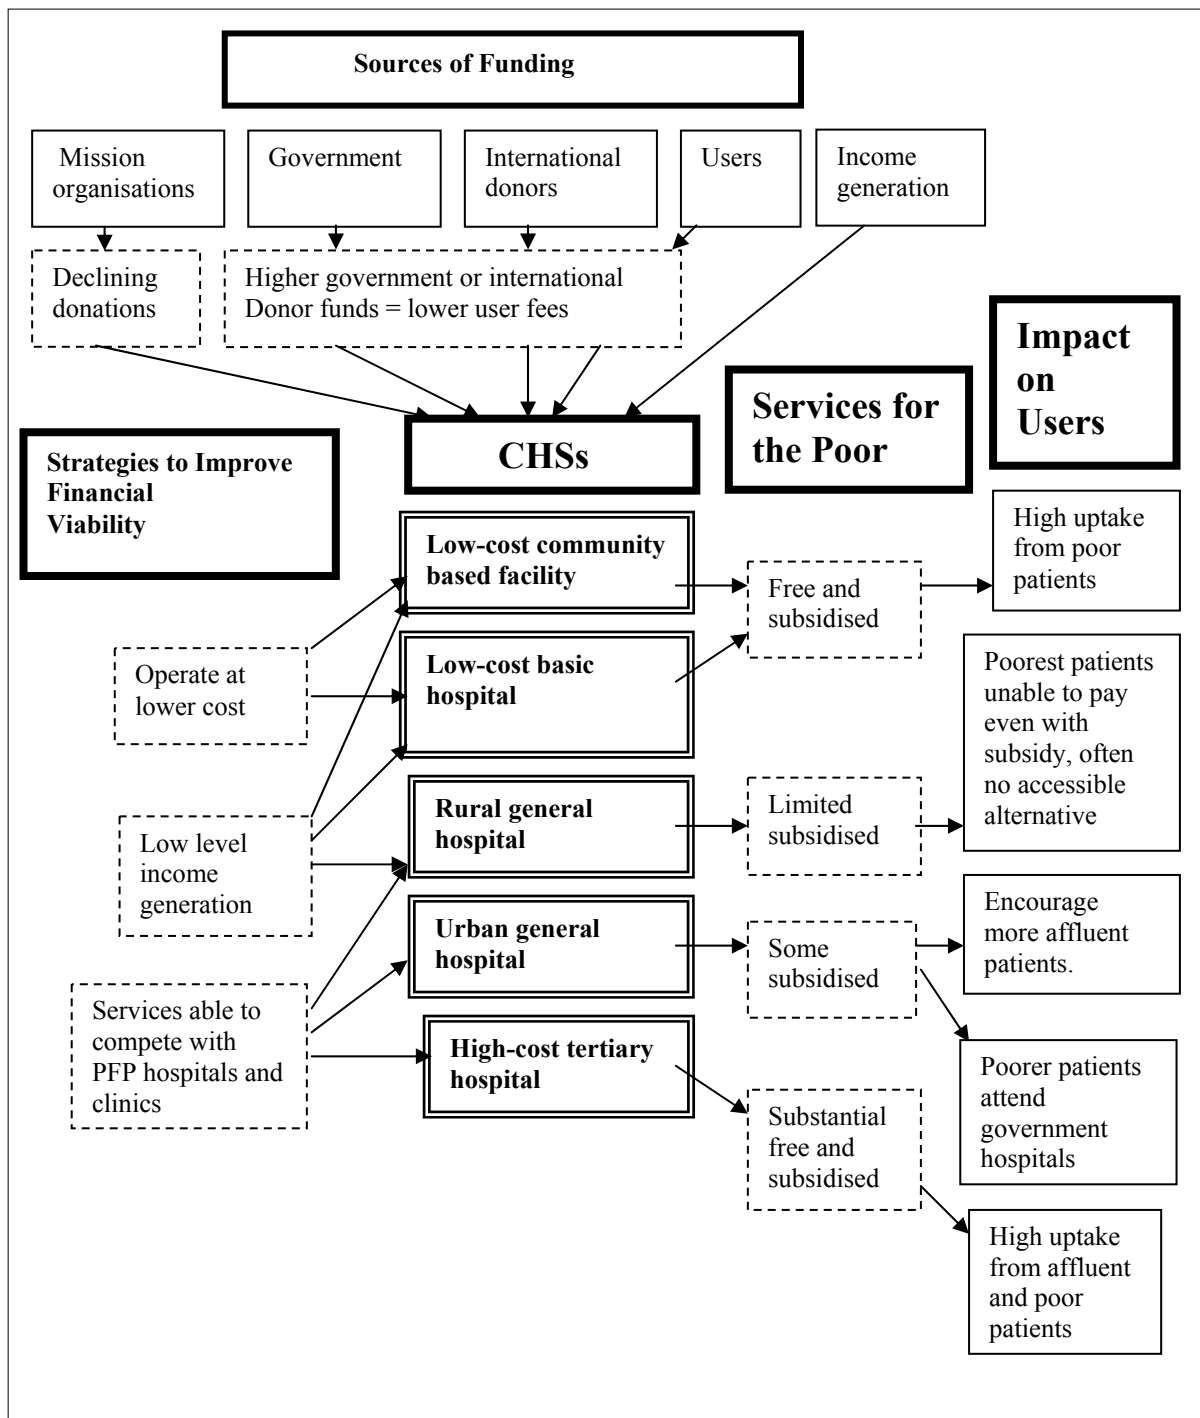 Sources of Funding
Mission
organisations
Government
International
donors
Users
Income
generation
Declining
donations
Higher government or international
Donor funds = lower user fees
Impact
on
Users
Services for
the Poor
CHSs
Strategies to Improve
Financial
Viability
Low-cost community
based facility
Free and
subsidised
High uptake
from poor
patients
Operate at
lower cost
Low-cost basic
hospital
Poorest patients
unable to pay
even with
subsidy, often
no accessible
alternative
Low level
income
generation
Rural general
hospital
Limited
subsidised
Urban general
hospital
Some
subsidised
Encourage
more affluent
patients.
Services able to
compete with
PFP hospitals and
clinics
High-cost tertiary
hospital
Poorer patients
attend
government
hospitals
Substantial
free and
subsidised
High uptake
from affluent
and poor
patients